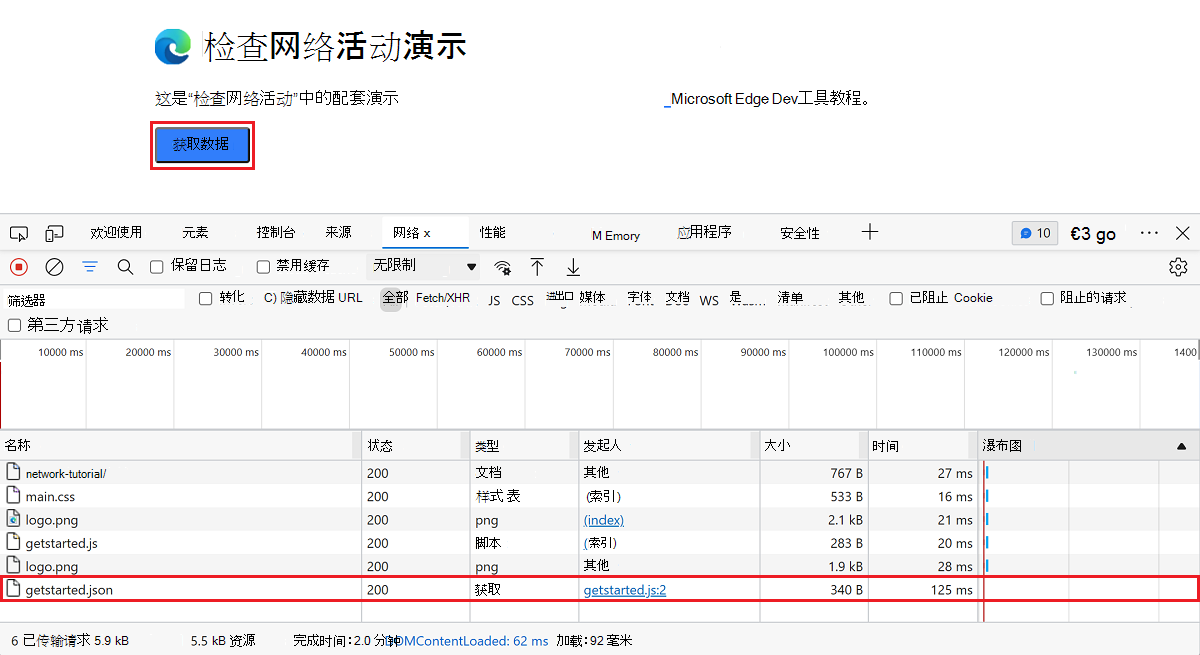 检查网络活动演示
这是“检查网络活动”中的配套演示 _Microsoft Edge Dev工具教程。
获取数据
欢迎使用 元素 控制台 来源 网络 x 性能 M Emory 应用程序 安全性 10 €3 go
保留日志 禁用缓存 无限制
筛选器 转化 C) 隐藏数据 URL 全部 Fetch/XHR JS CSS 媒体 字体 文档 WS 是 清单 其他 已阻止 Cookie 阻止的请求
第三方请求
10000 ms 20000 ms 30000 ms 40000 ms 50000 ms 60000 ms 70000 ms 80000 ms 90000 ms 100000 ms 110000 ms 120000 ms 130000 ms 1400
名称 状态 类型 发起人 大小 时间 瀑布图
network-tutorial/ 200 文档 其他 767 B 27 ms
main.css 200 样式 表 (索引) 533 B 16 ms
logo.png 200 png (index) 2.1 kB 21 ms
getstarted.js 200 脚本 (索引) 283 B 20 ms
logo.png 200 png 其他 1.9 kB 28 ms
getstarted.json 200 获取 getstarted.js:2 340 B 125 ms
6 已传输请求 5.9 kB 5.5 kB 资源 完成时间：2.0 分钟 DOMContentLoaded: 62 ms 加载：92 毫米